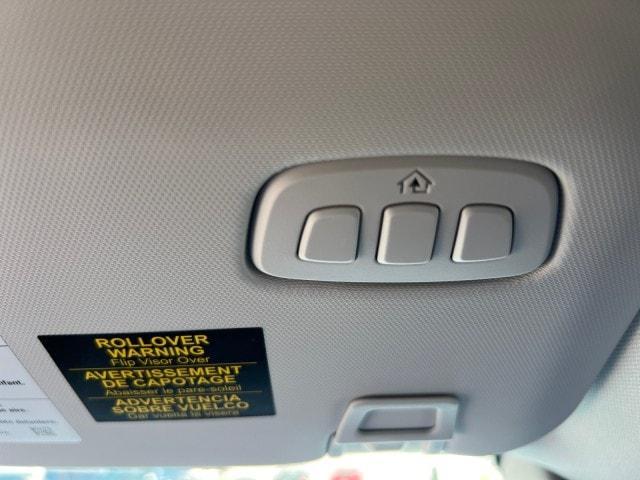 ROLLOVER
WARNING
Flip Visor Over
AVERTISSEMENT
DE CAPOTAGE
Abaisser le pare-soleil
ADVERTENCIA
SOBRE VUELCO
Dar vuelta la visera